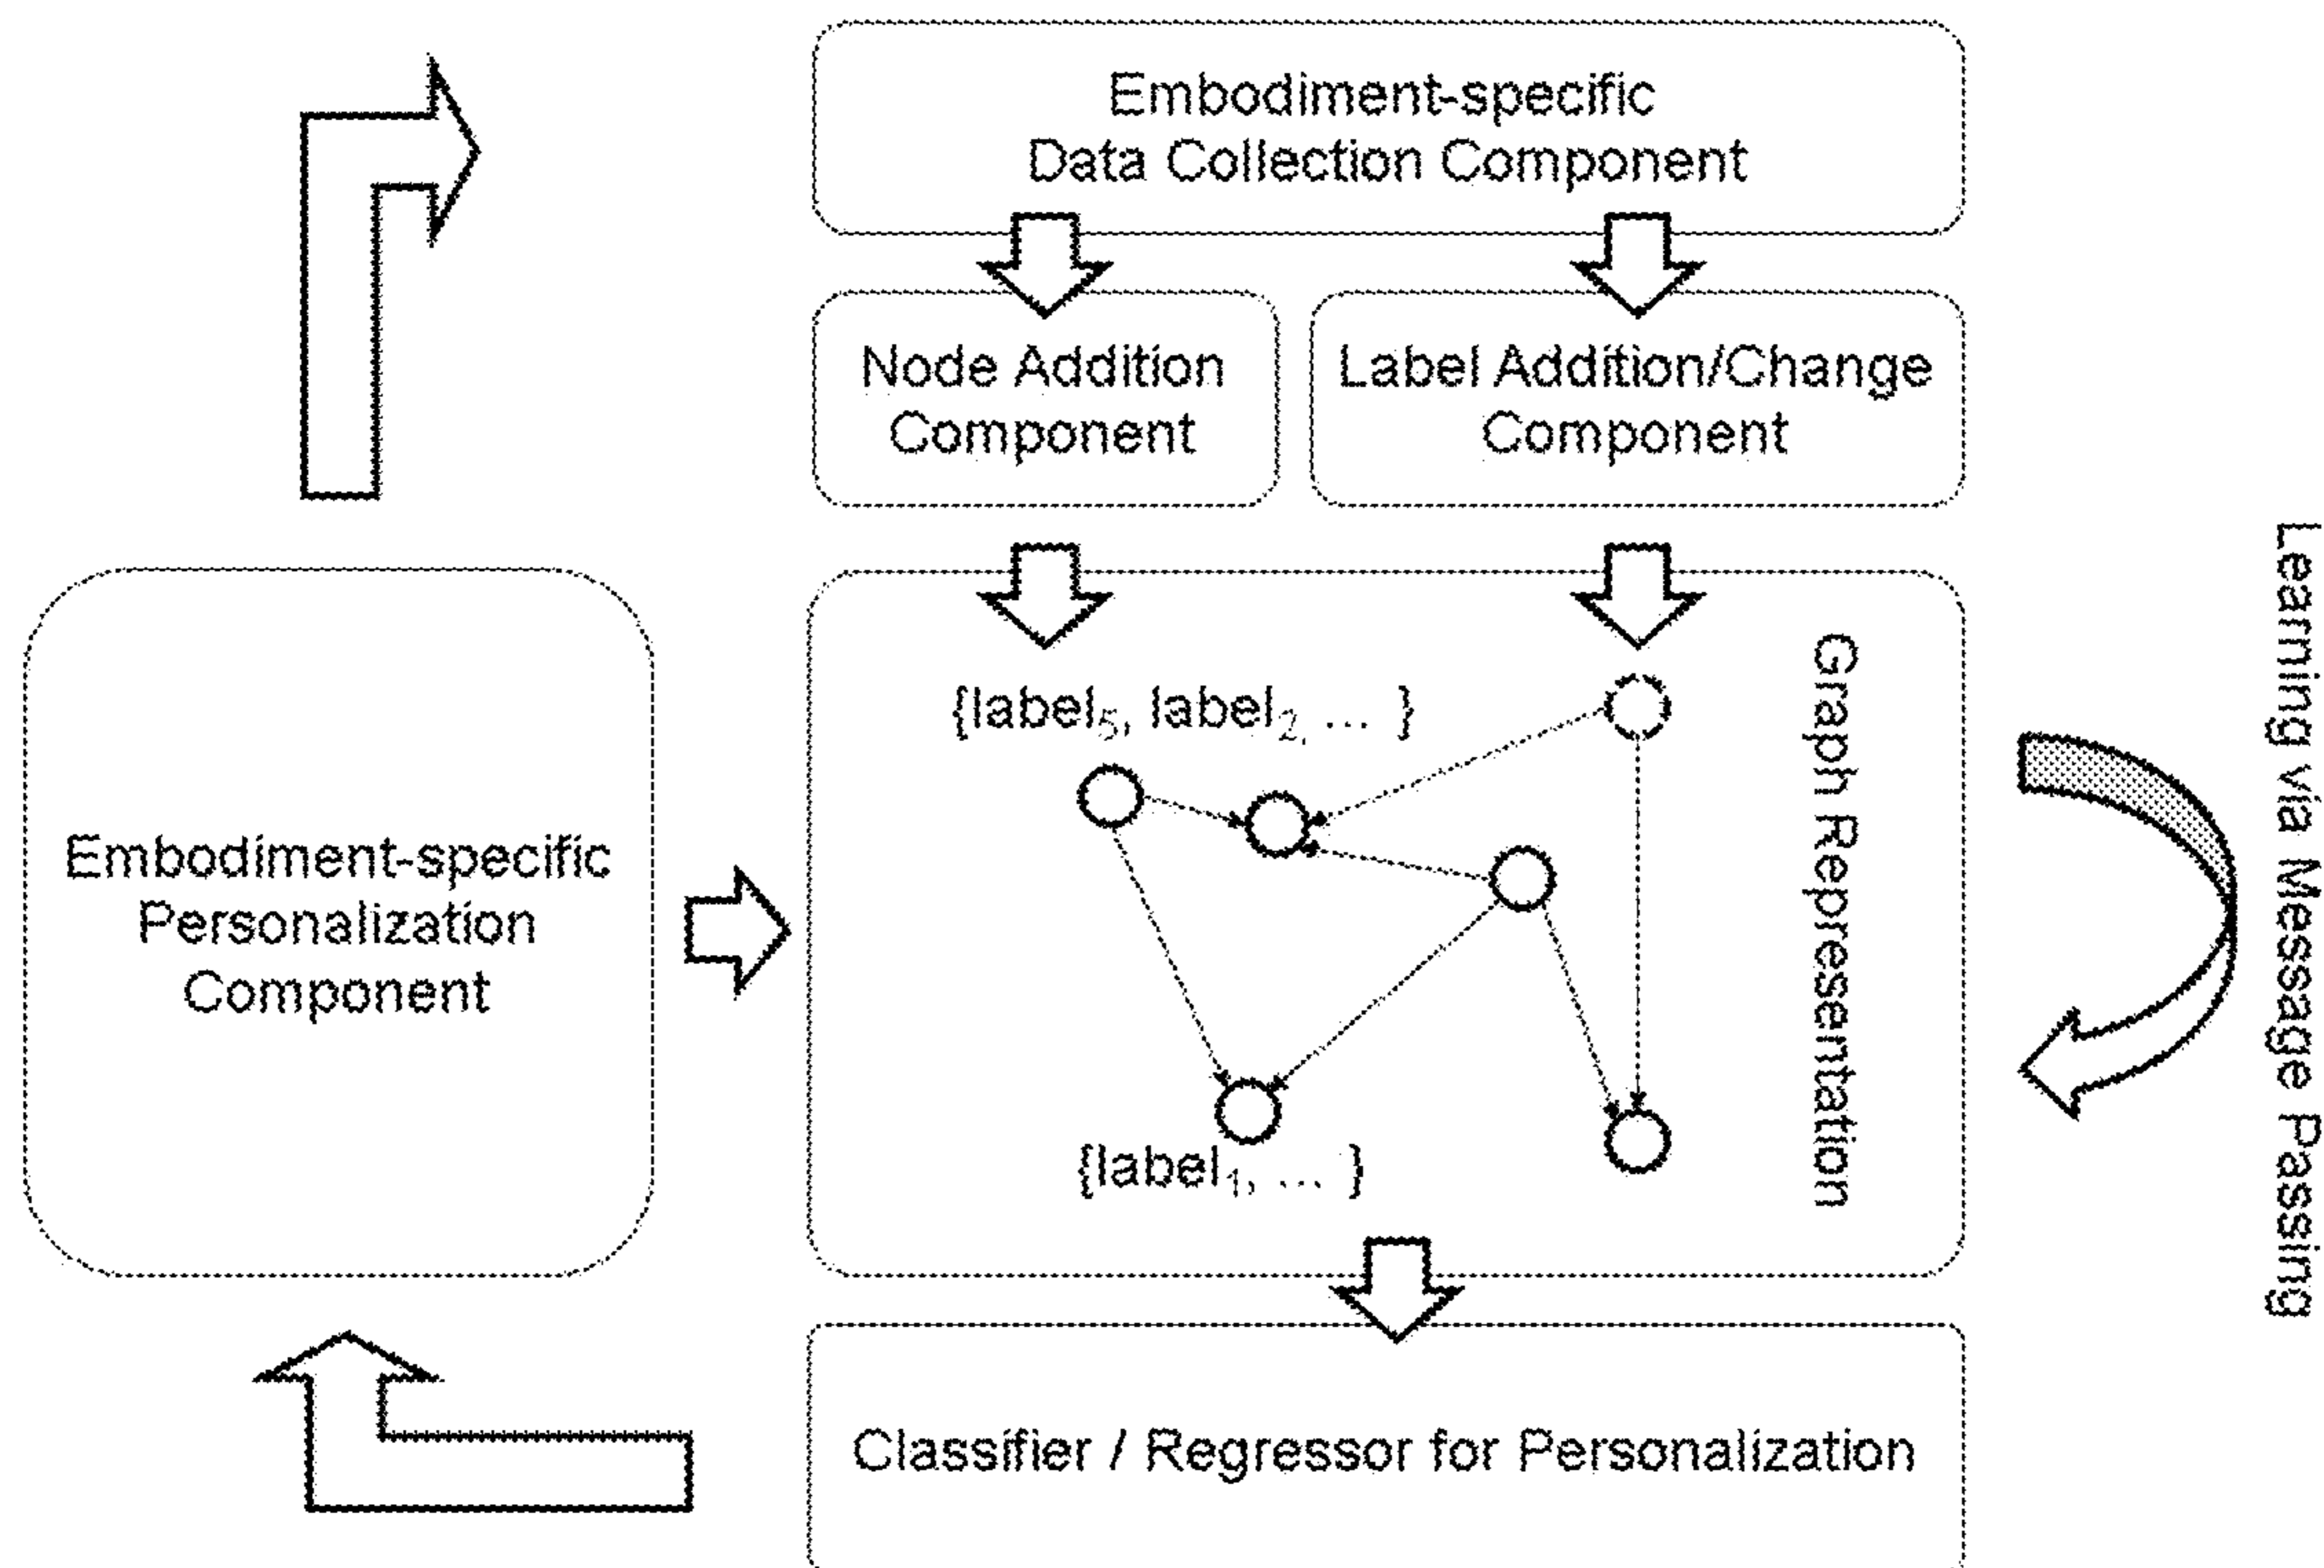 Embodiment-specific
Data Collection Component
Node Addition
Component
Label Addition/Change
Component
Embodiment-specific
Personalization
Component
{label₅, label₂, ... }
{label₁, ... }
Graph Representation
Learning via Message Passing
Classifier / Regressor for Personalization